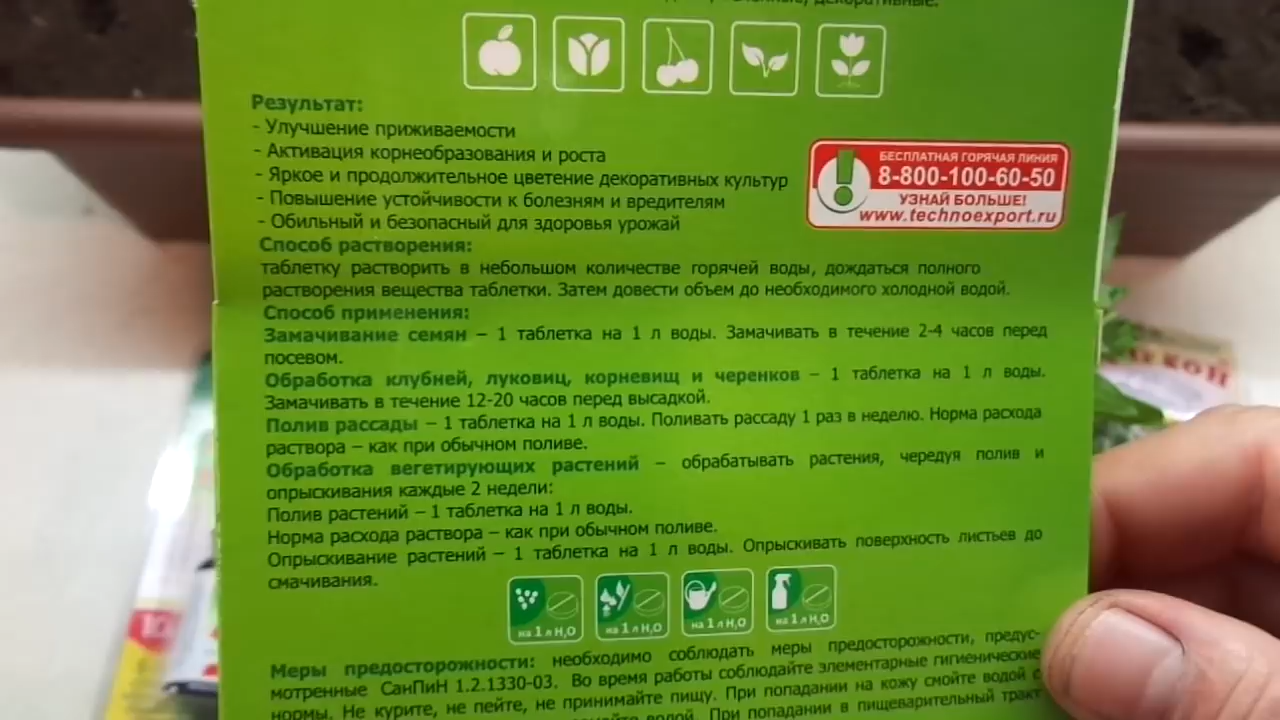 декоративные.
Результат:
- Улучшение приживаемости
- Активация корнеобразования и роста
- Яркое и продолжительное цветение декоративных культур
- Повышение устойчивости к болезням и вредителям
- Обильный и безопасный для здоровья урожай
БЕСПЛАТНАЯ ГОРЯЧАЯ ЛИНИЯ
8-800-100-60-50
УЗНАЙ БОЛЬШЕ!
www.technoexport.ru
Способ растворения:
таблетку растворить в небольшом количестве горячей воды, дождаться полного
растворения вещества таблетки. Затем довести объем до необходимого холодной водой.
Способ применения:
Замачивание семян – 1 таблетка на 1 л воды. Замачивать в течение 2-4 часов перед
посевом.
Обработка клубней, луковиц, корневищ и черенков – 1 таблетка на 1 л воды.
Замачивать в течение 12-20 часов перед высадкой.
Полив рассады – 1 таблетка на 1 л воды. Поливать рассаду 1 раз в неделю. Норма расхода
раствора – как при обычном поливе.
Обработка вегетирующих растений – обрабатывать растения, чередуя полив и
опрыскивания каждые 2 недели:
Полив растений – 1 таблетка на 1 л воды.
Норма расхода раствора – как при обычном поливе.
Опрыскивание растений – 1 таблетка на 1 л воды. Опрыскивать поверхность листьев до
смачивания.
на 1 л H₂O
на 1 л H₂O
на 1 л H₂O
на 1 л H₂O
Меры предосторожности: необходимо соблюдать меры предосторожности, предус-
мотренные СанПиН 1.2.1330-03. Во время работы соблюдайте элементарные гигиенические
нормы. Не курите, не пейте, не принимайте пищу. При попадании на кожу смойте водой с
водой. При попадании в пищеварительный тракт